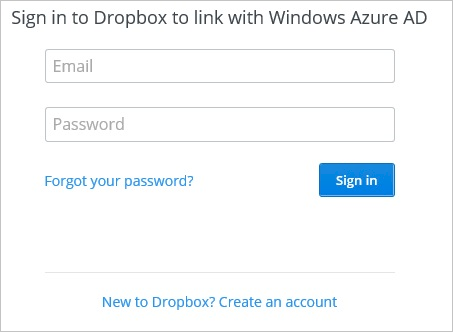 Sign in to Dropbox to link with Windows Azure AD
Email
Password
Forgot your password?
Sign in
New to Dropbox? Create an account